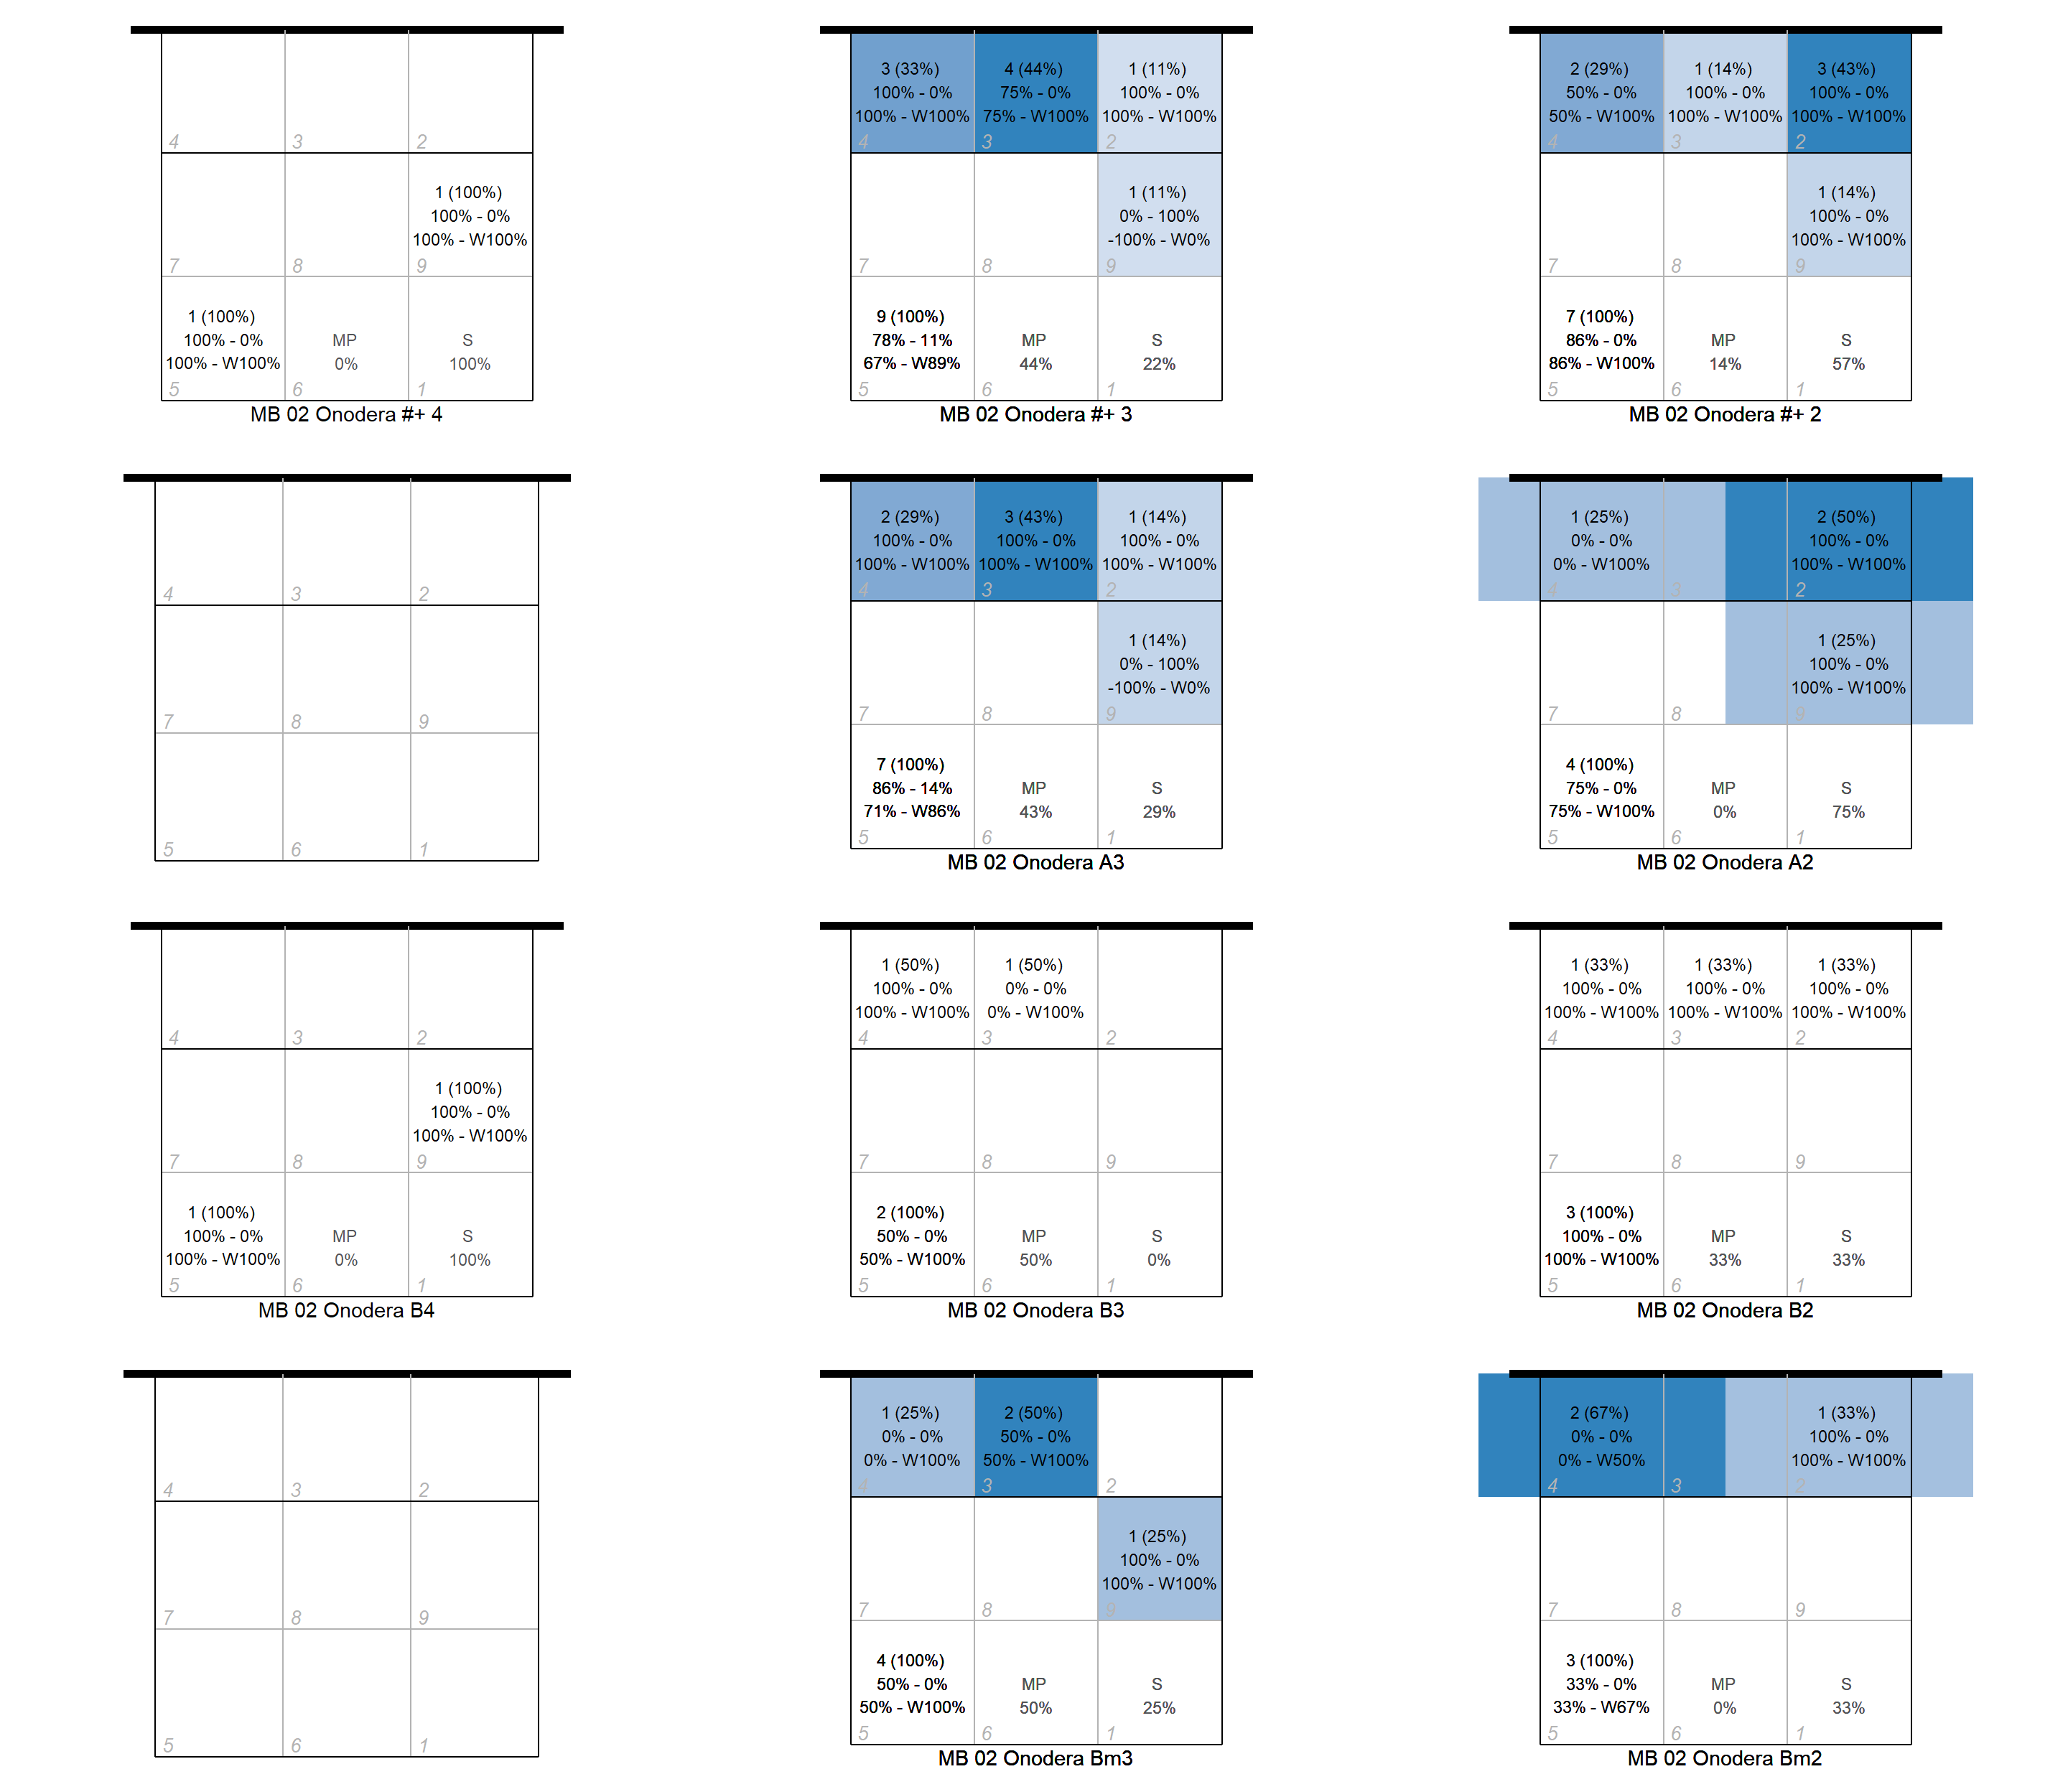 3 (33%) 4 (44%) 1 (11%) 2 (29%) 1 (14%) 3 (43%)
100% - 0% 75% - 0% 100% - 0% 50% - 0% 100% - 0% 100% - 0%
100% - W100% 75% - W100% 100% - W100% 50% - W100% 100% - W100% 100% - W100%
4 3 2 4 3 2 4 3 2
1 (100%) 1 (11%) 1 (14%)
100% - 0% 0% - 100% 100% - 0%
100% - W100% -100% - W0% 100% - W100%
7 8 9 7 8 9 7 8 9
1 (100%) 9 (100%) 7 (100%)
100% - 0% MP S 78% - 11% MP S 86% - 0% MP S
100% - W100% 0% 100% 67% - W89% 44% 22% 86% - W100% 14% 57%
5 6 1 5 6 1 5 6 1
MB 02 Onodera #+ 4 MB 02 Onodera #+ 3 MB 02 Onodera #+ 2
2 (29%) 3 (43%) 1 (14%) 1 (25%) 2 (50%)
100% - 0% 100% - 0% 100% - 0% 0% - 0% 100% - 0%
100% - W100% 100% - W100% 100% - W100% 0% - W100% 100% - W100%
4 3 2 4 3 2 4 3 2
1 (14%) 1 (25%)
0% - 100% 100% - 0%
-100% - W0% 100% - W100%
7 8 9 7 8 9 7 8 9
7 (100%) 4 (100%)
86% - 14% MP S 75% - 0% MP S
71% - W86% 43% 29% 75% - W100% 0% 75%
5 6 1 5 6 1 5 6 1
MB 02 Onodera A3 MB 02 Onodera A2
1 (50%) 1 (50%) 1 (33%) 1 (33%) 1 (33%)
100% - 0% 0% - 0% 100% - 0% 100% - 0% 100% - 0%
100% - W100% 0% - W100% 100% - W100% 100% - W100% 100% - W100%
4 3 2 4 3 2 4 3 2
1 (100%)
100% - 0%
100% - W100%
7 8 9 7 8 9 7 8 9
1 (100%) 2 (100%) 3 (100%)
100% - 0% MP S 50% - 0% MP S 100% - 0% MP S
100% - W100% 0% 100% 50% - W100% 50% 0% 100% - W100% 33% 33%
5 6 1 5 6 1 5 6 1
MB 02 Onodera B4 MB 02 Onodera B3 MB 02 Onodera B2
1 (25%) 2 (50%) 2 (67%) 1 (33%)
0% - 0% 50% - 0% 0% - 0% 100% - 0%
0% - W100% 50% - W100% 0% - W50% 100% - W100%
4 3 2 4 3 2 4 3 2
1 (25%)
100% - 0%
100% - W100%
7 8 9 7 8 9 7 8 9
4 (100%) 3 (100%)
50% - 0% MP S 33% - 0% MP S
50% - W100% 50% 25% 33% - W67% 0% 33%
5 6 1 5 6 1 5 6 1
MB 02 Onodera Bm3 MB 02 Onodera Bm2